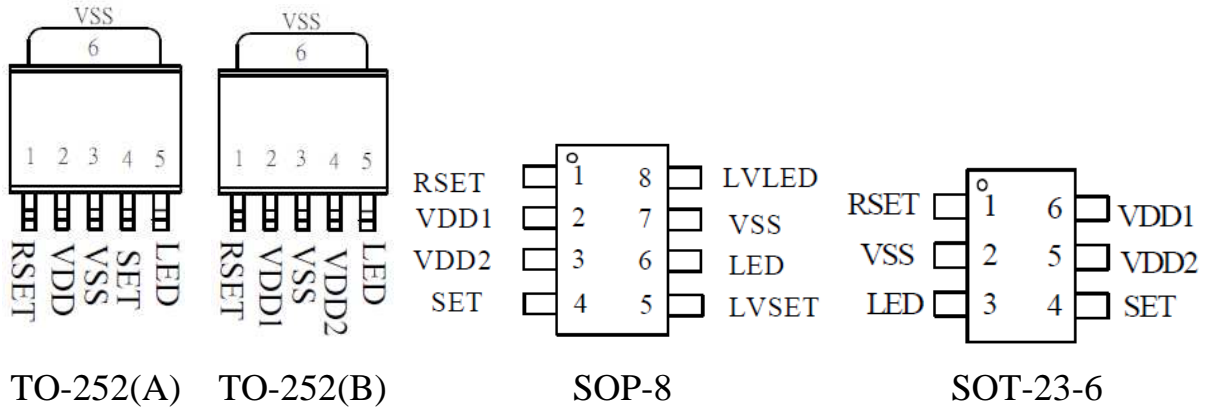 VSS
6
1 2 3 4 5
RSET
VDD
VSS
SET
LED
TO-252(A)
VSS
6
1 2 3 4 5
RSET
VDD1
VSS
VDD2
LED
TO-252(B)
RSET 1 8 LVLED
VDD1 2 7 VSS
VDD2 3 6 LED
SET 4 5 LVSET
SOP-8
RSET 1 6 VDD1
VSS 2 5 VDD2
LED 3 4 SET
SOT-23-6